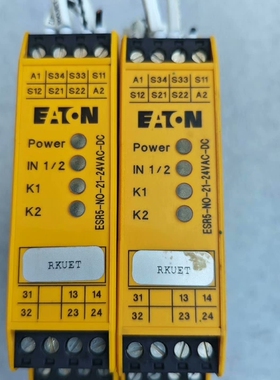 A1 S34 S33 S11
S12 S21 S22 A2
EATON
Power
IN 1/2
K1
K2
ESR5-NO-21-24VAC-DC
RKUET
31 13 14
32 23 24
A1 S34 S33 S11
S12 S21 S22 A2
EATON
Power
IN 1/2
K1
K2
ESR5-NO-21-24VAC-DC
RKUET
31 13 14
32 23 24